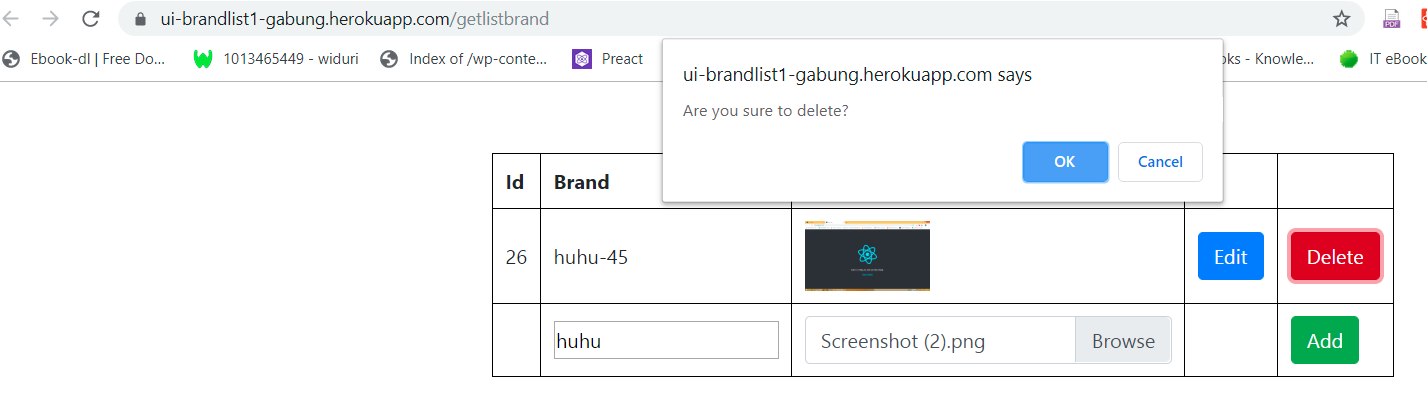 ui-brandlist1-gabung.herokuapp.com/getlistbrand
PDF
Ebook-dl | Free Do...
1013465449 - widuri
Index of /wp-conte...
Preact
oks - Knowle...
IT eBook
ui-brandlist1-gabung.herokuapp.com says
Are you sure to delete?
OK
Cancel
Id
Brand
26
huhu-45
Edit
Delete
huhu
Screenshot (2).png
Browse
Add